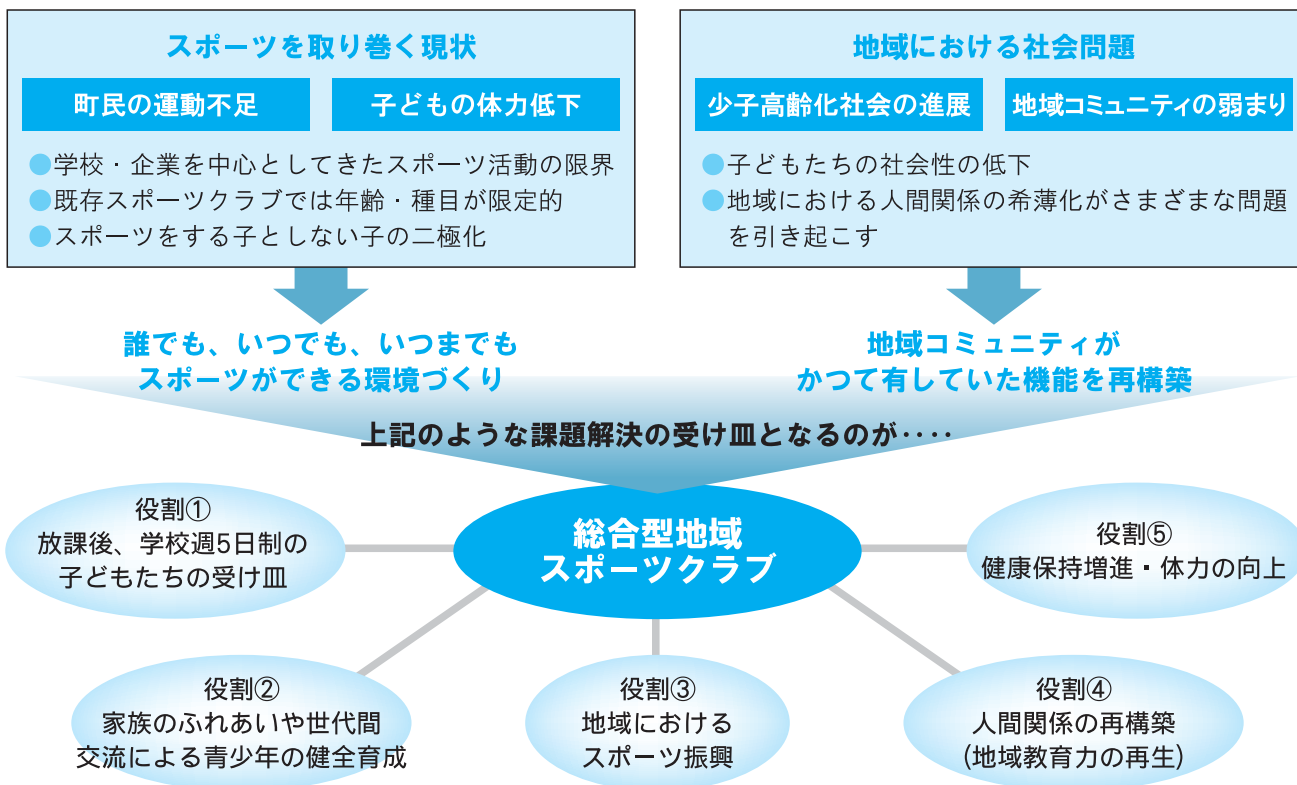 スポーツを取り巻く現状
町民の運動不足
子どもの体力低下
●学校・企業を中心としてきたスポーツ活動の限界
●既存スポーツクラブでは年齢・種目が限定的
●スポーツをする子としない子の二極化
地域における社会問題
少子高齢化社会の進展
地域コミュニティの弱まり
●子どもたちの社会性の低下
●地域における人間関係の希薄化がさまざまな問題
を引き起こす
誰でも、いつでも、いつまでも
スポーツができる環境づくり
地域コミュニティが
かつて有していた機能を再構築
上記のような課題解決の受け皿となるのが‥‥
総合型地域
スポーツクラブ
役割①
放課後、学校週5日制の
子どもたちの受け皿
役割②
家族のふれあいや世代間
交流による青少年の健全育成
役割③
地域における
スポーツ振興
役割④
人間関係の再構築
(地域教育力の再生)
役割⑤
健康保持増進・体力の向上